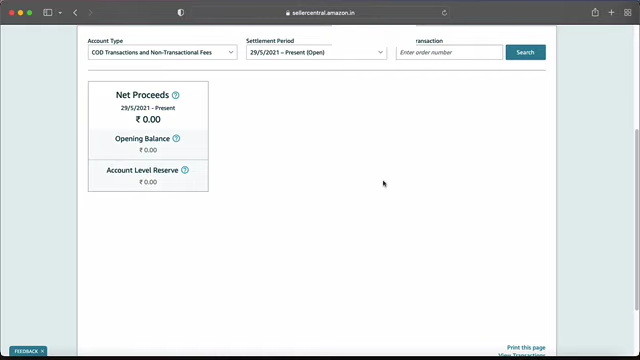 sellercentral.amazon.in
Account Type
Settlement Period
ransaction
COD Transactions and Non-Transactional Fees
29/5/2021 – Present (Open)
Enter order number
Search
Net Proceeds
29/5/2021 - Present
₹ 0.00
Opening Balance
₹ 0.00
Account Level Reserve
₹ 0.00
Print this page
View Transactions
FEEDBACK